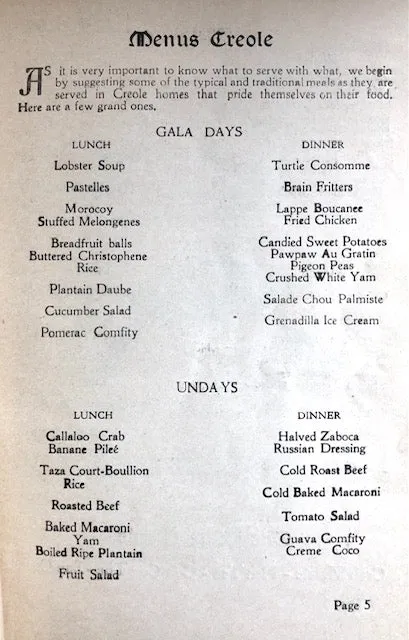 Menus Creole
AS it is very important to know what to serve with what, we begin
by suggesting some of the typical and traditional meals as they are
served in Creole homes that pride themselves on their food.
Here are a few grand ones.
GALA DAYS
LUNCH
Lobster Soup
Pastelles
Morocoy
Stuffed Melongenes
Breadfruit balls
Buttered Christophene
Rice
Plantain Daube
Cucumber Salad
Pomerac Comfity
DINNER
Turtle Consomme
Brain Fritters
Lappe Boucanee
Fried Chicken
Candied Sweet Potatoes
Pawpaw Au Gratin
Pigeon Peas
Crushed White Yam
Salade Chou Palmiste
Grenadilla Ice Cream
UNDAYS
LUNCH
Callaloo Crab
Banane Pileé
Taza Court-Boullion
Rice
Roasted Beef
Baked Macaroni
Yam
Boiled Ripe Plantain
Fruit Salad
DINNER
Halved Zaboca
Russian Dressing
Cold Roast Beef
Cold Baked Macaroni
Tomato Salad
Guava Comfity
Creme Coco
Page 5